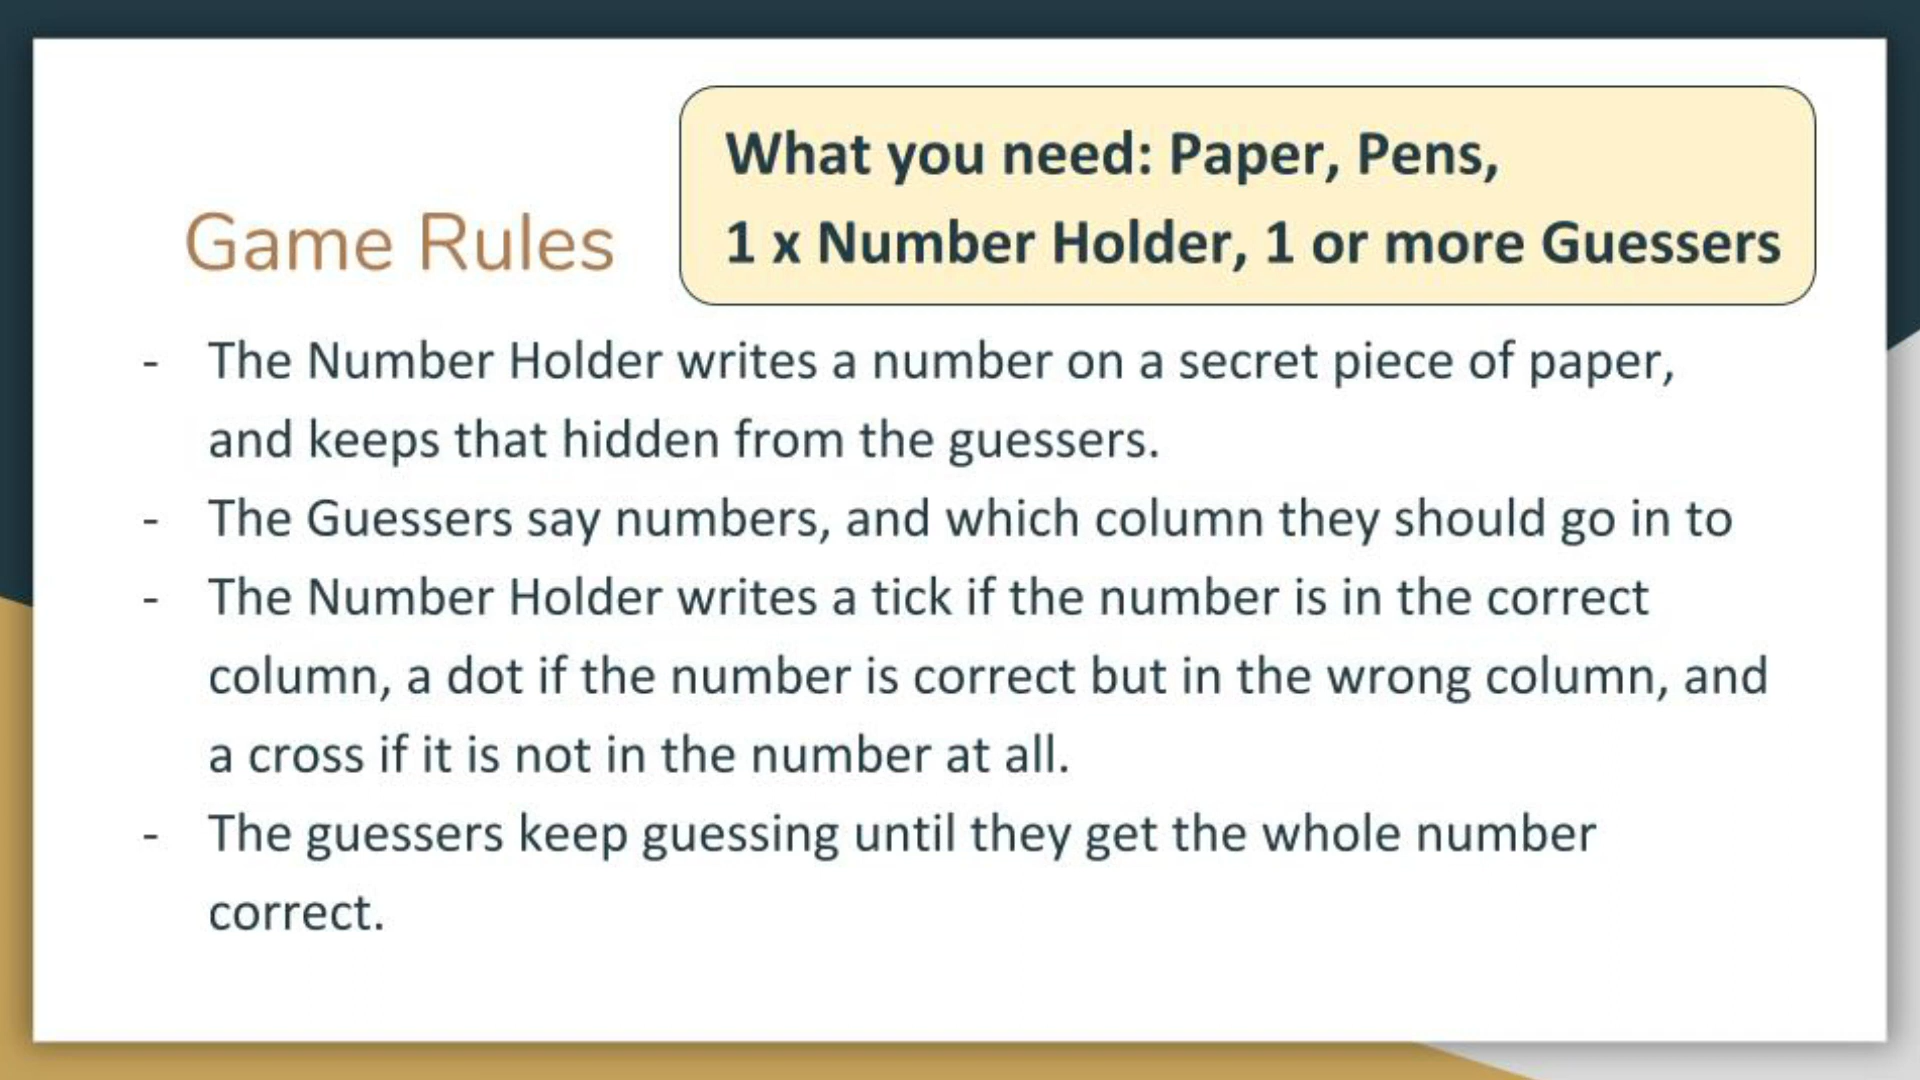 Game Rules
What you need: Paper, Pens,
1 x Number Holder, 1 or more Guessers
- The Number Holder writes a number on a secret piece of paper,
and keeps that hidden from the guessers.
- The Guessers say numbers, and which column they should go in to
- The Number Holder writes a tick if the number is in the correct
column, a dot if the number is correct but in the wrong column, and
a cross if it is not in the number at all.
- The guessers keep guessing until they get the whole number
correct.